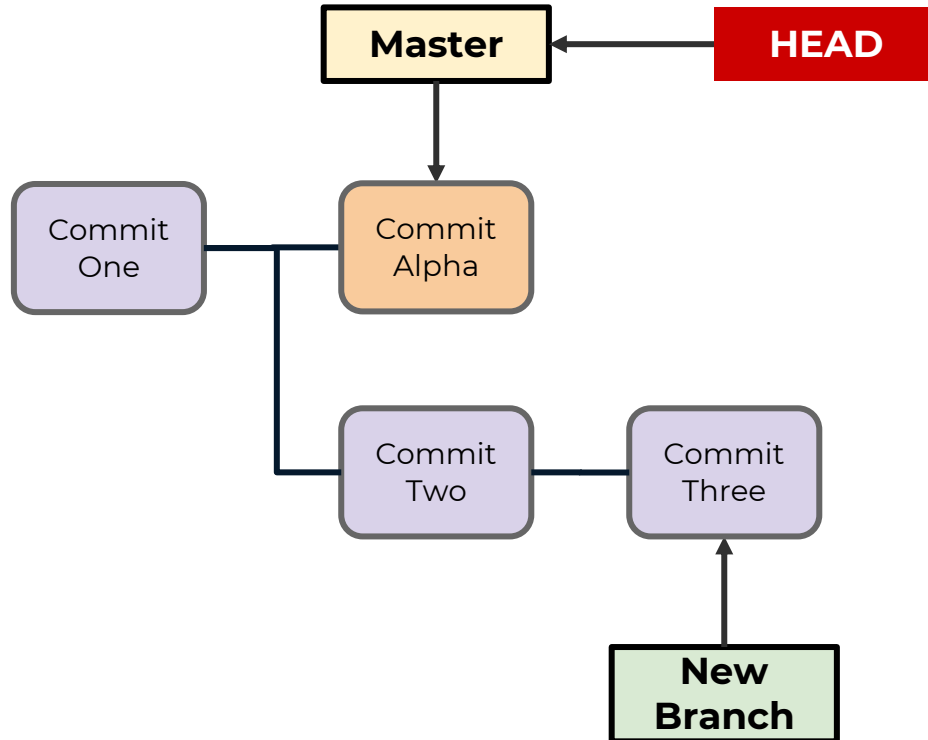 Master
HEAD
Commit
One
Commit
Alpha
Commit
Two
Commit
Three
New
Branch